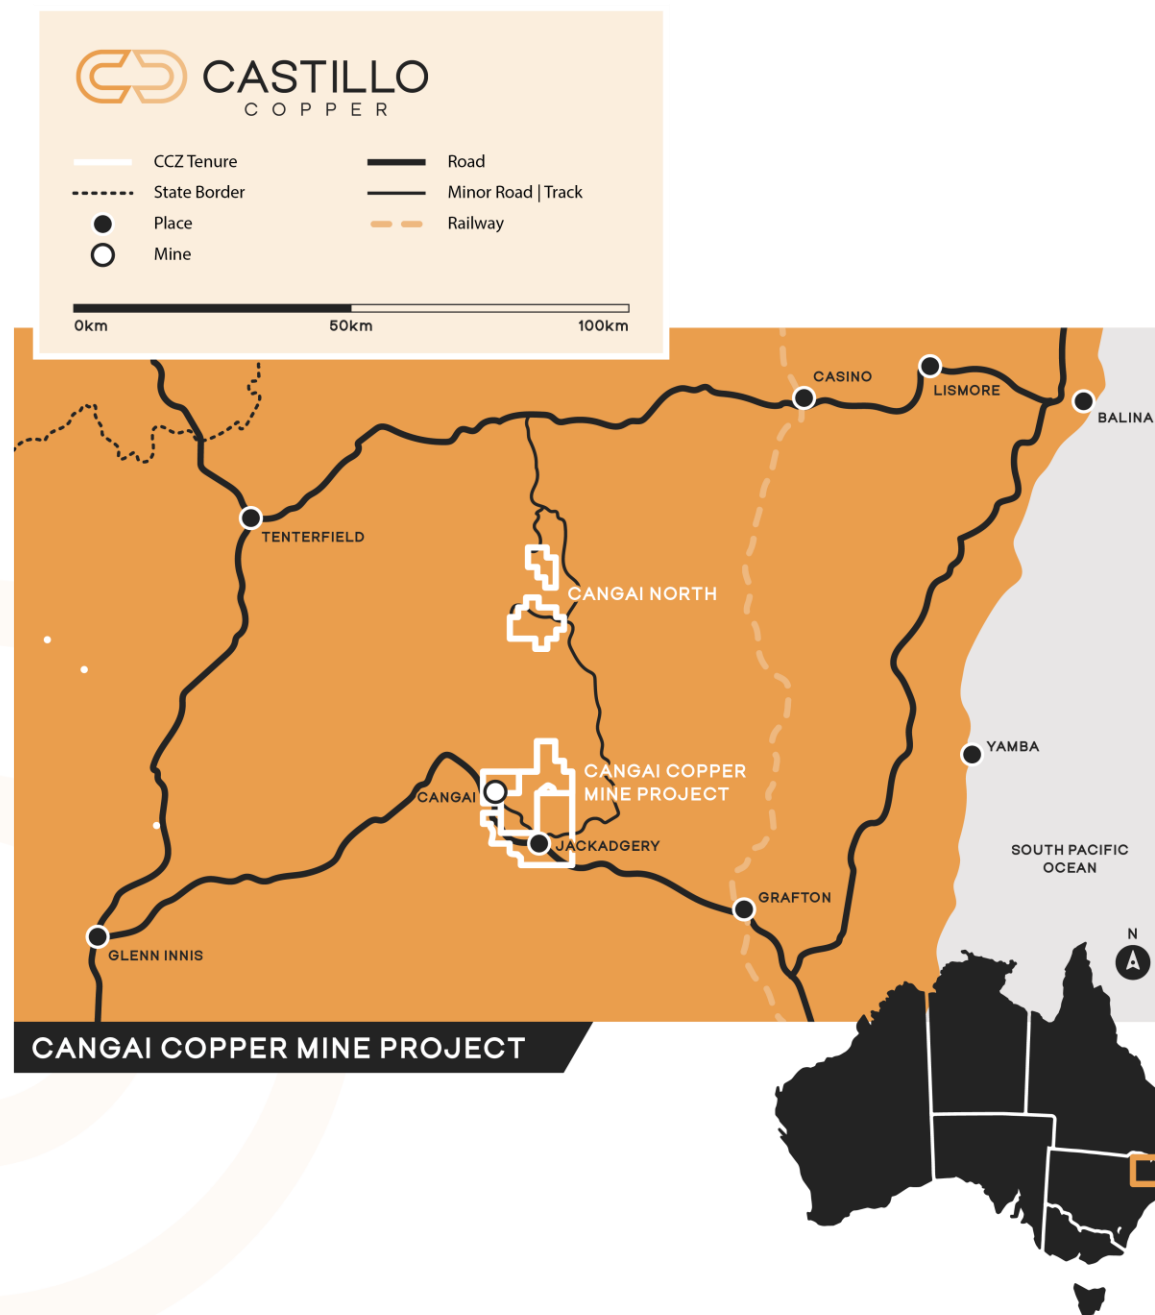 CASTILLO
COPPER
CCZ Tenure
Road
State Border
Minor Road | Track
Place
Railway
Mine
0km
50km
100km
CASINO
LISMORE
BALINA
TENTERFIELD
CANGAI NORTH
YAMBA
CANGAI COPPER
MINE PROJECT
CANGAI
JACKADGERY
SOUTH PACIFIC
OCEAN
GRAFTON
N
GLENN INNIS
CANGAI COPPER MINE PROJECT